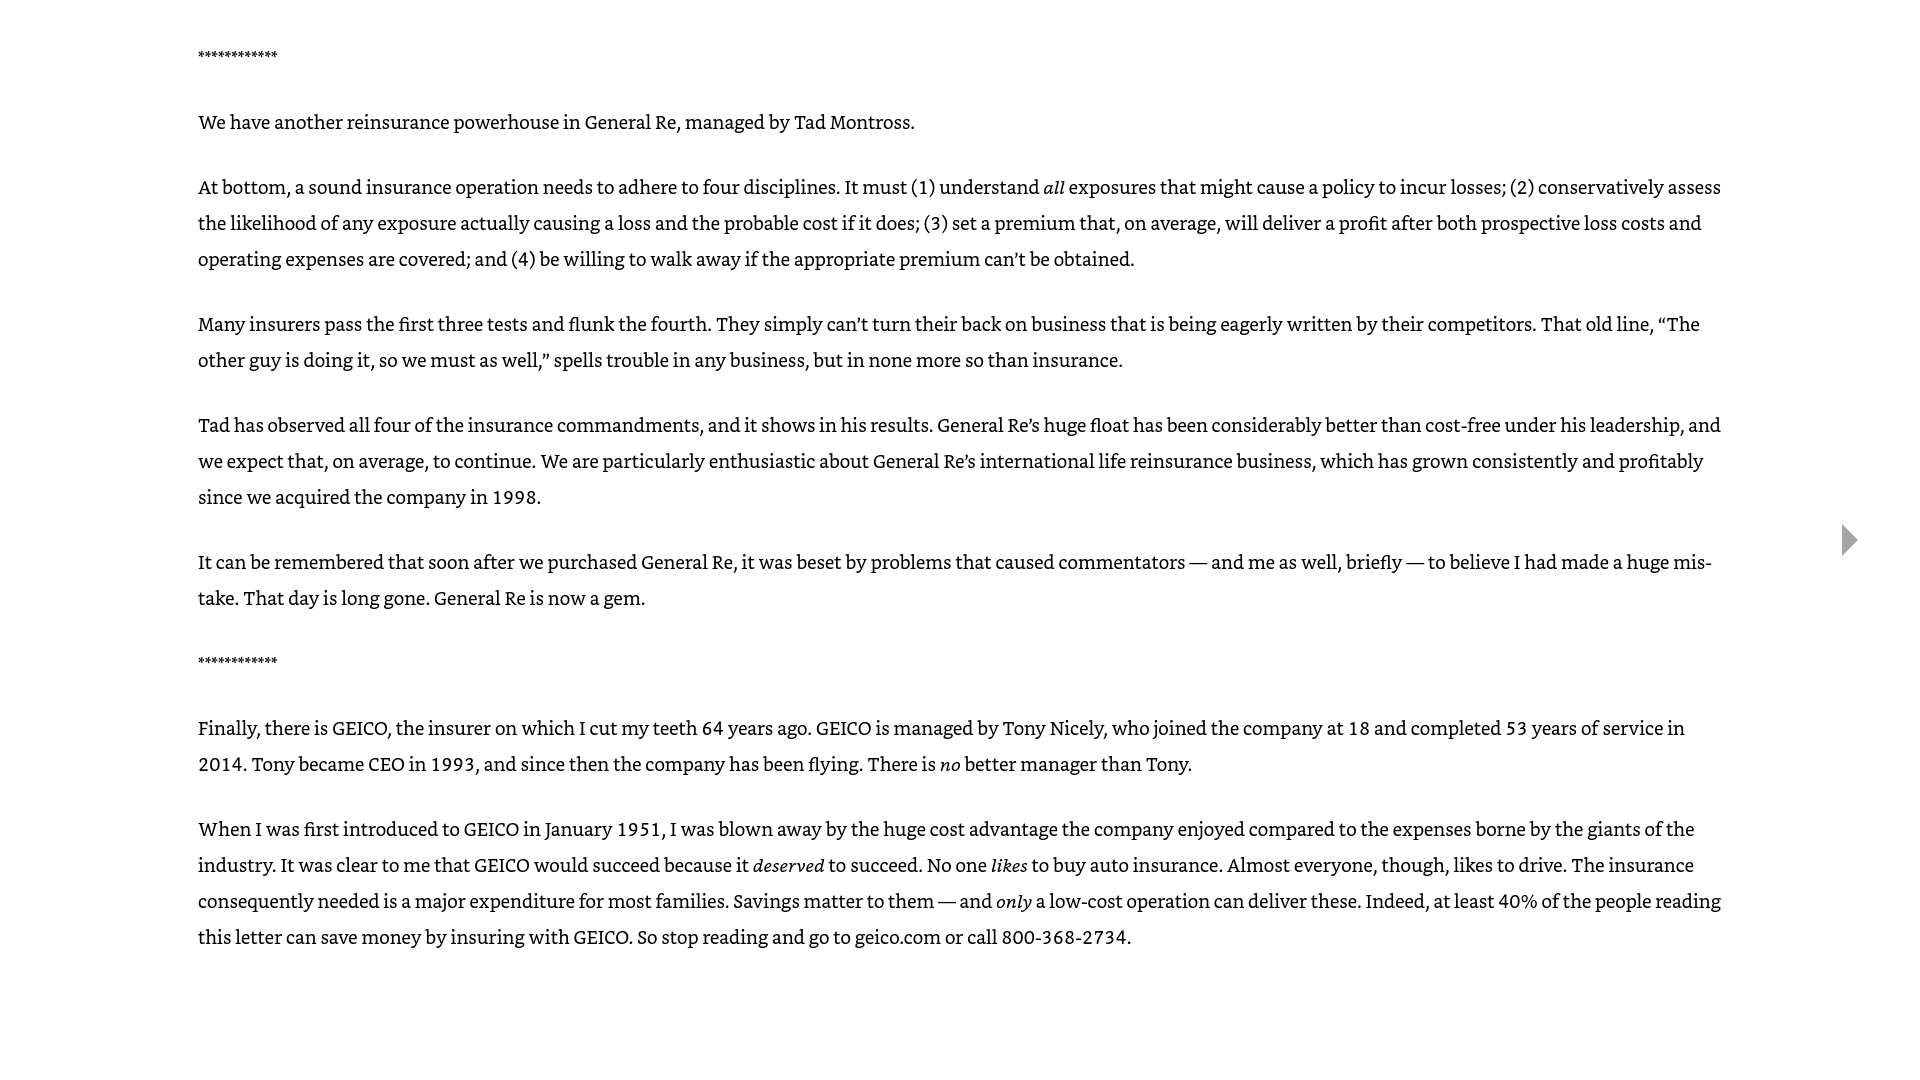 ************
We have another reinsurance powerhouse in General Re, managed by Tad Montross.
At bottom, a sound insurance operation needs to adhere to four disciplines. It must (1) understand all exposures that might cause a policy to incur losses; (2) conservatively assess
the likelihood of any exposure actually causing a loss and the probable cost if it does; (3) set a premium that, on average, will deliver a profit after both prospective loss costs and
operating expenses are covered; and (4) be willing to walk away if the appropriate premium can’t be obtained.
Many insurers pass the first three tests and flunk the fourth. They simply can’t turn their back on business that is being eagerly written by their competitors. That old line, “The
other guy is doing it, so we must as well,” spells trouble in any business, but in none more so than insurance.
Tad has observed all four of the insurance commandments, and it shows in his results. General Re’s huge float has been considerably better than cost-free under his leadership, and
we expect that, on average, to continue. We are particularly enthusiastic about General Re’s international life reinsurance business, which has grown consistently and profitably
since we acquired the company in 1998.
It can be remembered that soon after we purchased General Re, it was beset by problems that caused commentators — and me as well, briefly — to believe I had made a huge mis-
take. That day is long gone. General Re is now a gem.
************
Finally, there is GEICO, the insurer on which I cut my teeth 64 years ago. GEICO is managed by Tony Nicely, who joined the company at 18 and completed 53 years of service in
2014. Tony became CEO in 1993, and since then the company has been flying. There is no better manager than Tony.
When I was first introduced to GEICO in January 1951, I was blown away by the huge cost advantage the company enjoyed compared to the expenses borne by the giants of the
industry. It was clear to me that GEICO would succeed because it deserved to succeed. No one likes to buy auto insurance. Almost everyone, though, likes to drive. The insurance
consequently needed is a major expenditure for most families. Savings matter to them — and only a low-cost operation can deliver these. Indeed, at least 40% of the people reading
this letter can save money by insuring with GEICO. So stop reading and go to geico.com or call 800-368-2734.